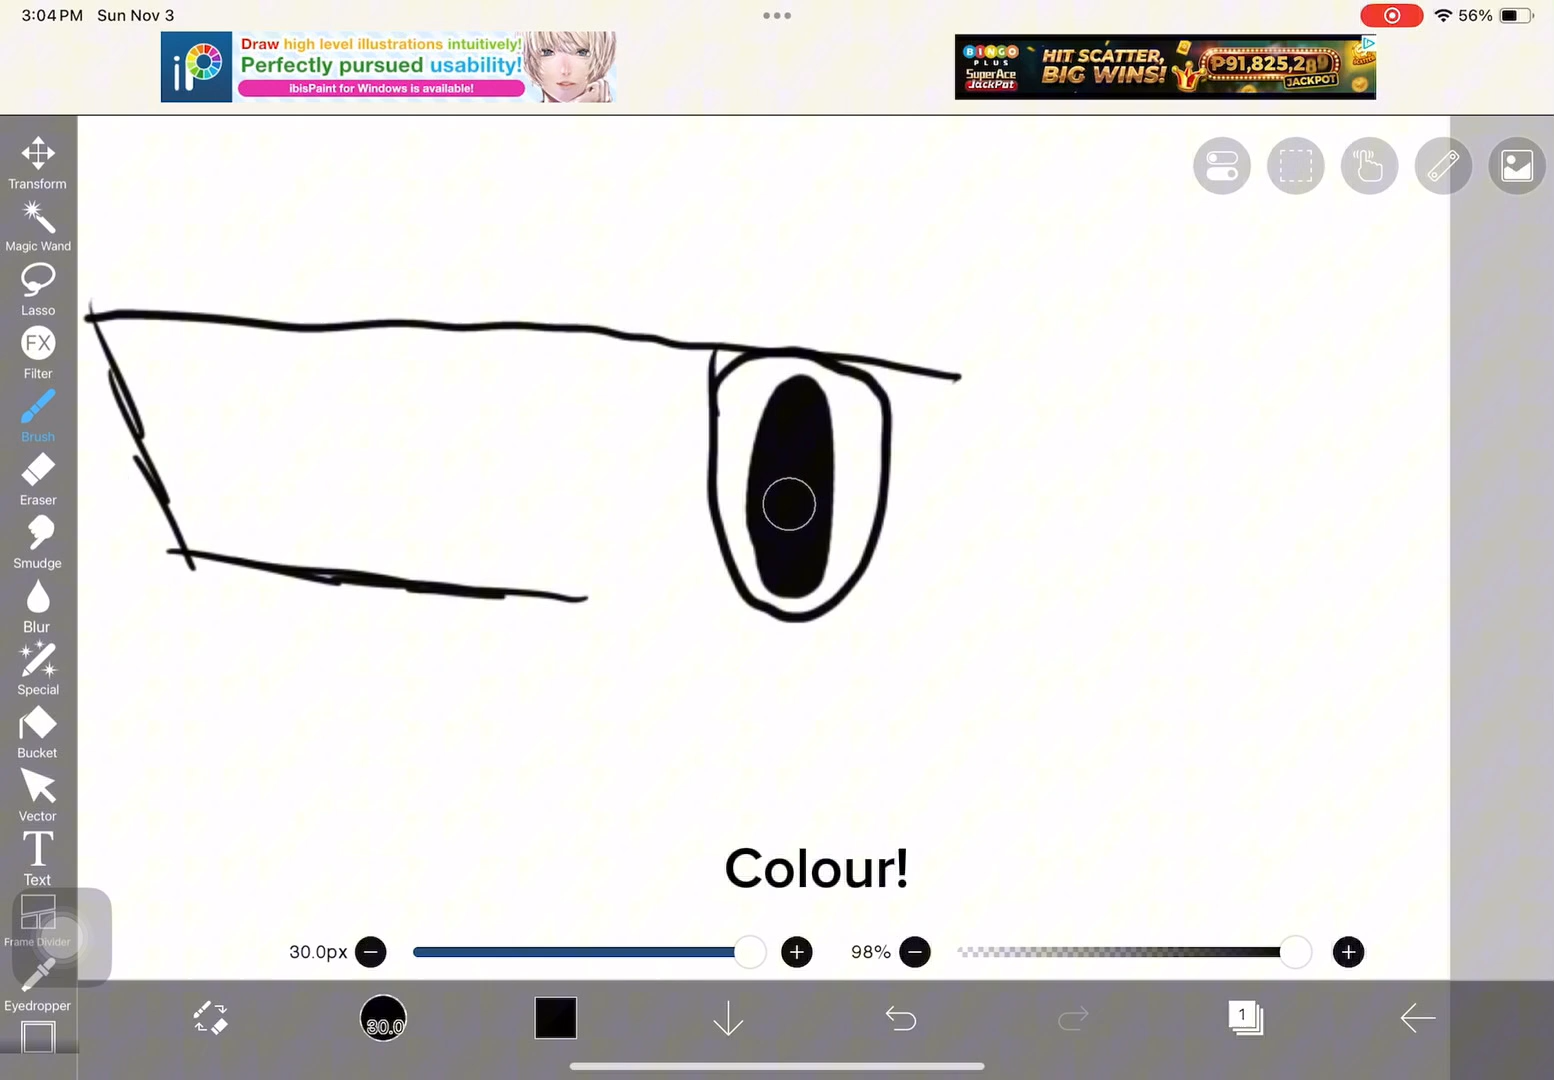 3:04 PM Sun Nov 3
56%
iP
Draw high level illustrations intuitively!
Perfectly pursued usability!
ibisPaint for Windows is available!
BINGO
PLUS
SuperAce
JackPot
HIT SCATTER,
BIG WINS!
JACKPOT
Transform
Magic Wand
Lasso
FX
Filter
Brush
Eraser
Smudge
Blur
Special
Bucket
Vector
T
Text
Frame Divider
Eyedropper
Colour!
30.0px
98%
30.0
1